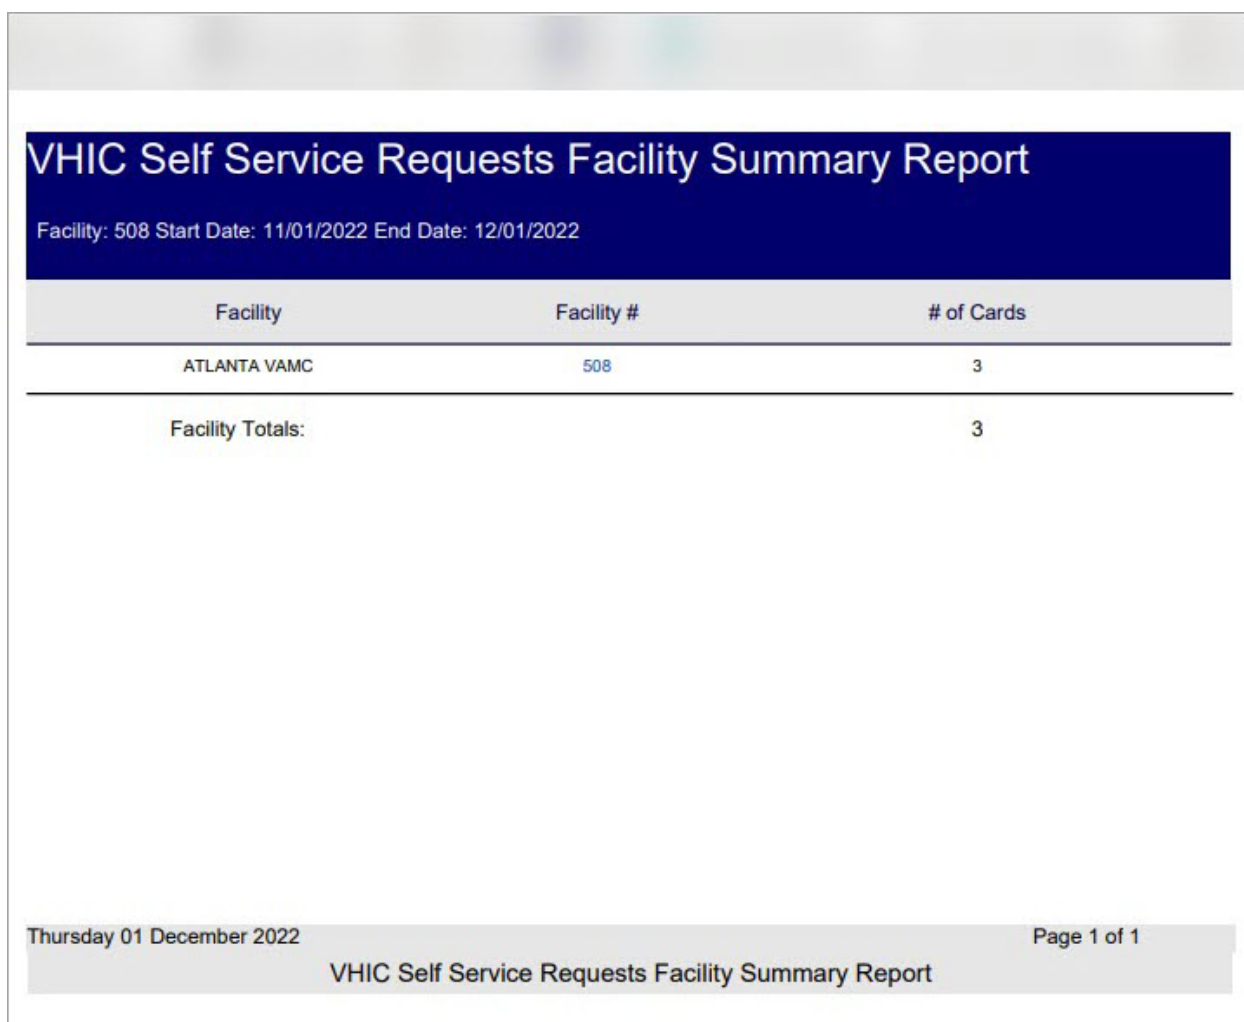 VHIC Self Service Requests Facility Summary Report
Facility: 508 Start Date: 11/01/2022 End Date: 12/01/2022
Facility Facility # # of Cards
ATLANTA VAMC 508 3
Facility Totals: 3
Thursday 01 December 2022 Page 1 of 1
VHIC Self Service Requests Facility Summary Report